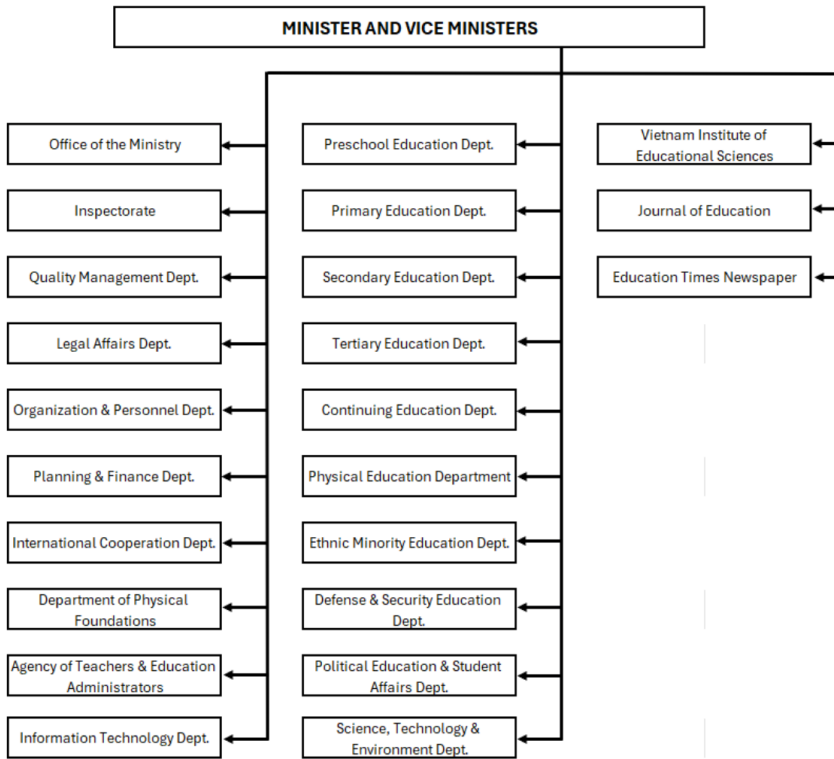 MINISTER AND VICE MINISTERS
Office of the Ministry
Inspectorate
Quality Management Dept.
Legal Affairs Dept.
Organization & Personnel Dept.
Planning & Finance Dept.
International Cooperation Dept.
Department of Physical
Foundations
Agency of Teachers & Education
Administrators
Information Technology Dept.
Preschool Education Dept.
Primary Education Dept.
Secondary Education Dept.
Tertiary Education Dept.
Continuing Education Dept.
Physical Education Department
Ethnic Minority Education Dept.
Defense & Security Education
Dept.
Political Education & Student
Affairs Dept.
Science, Technology &
Environment Dept.
Vietnam Institute of
Educational Sciences
Journal of Education
Education Times Newspaper